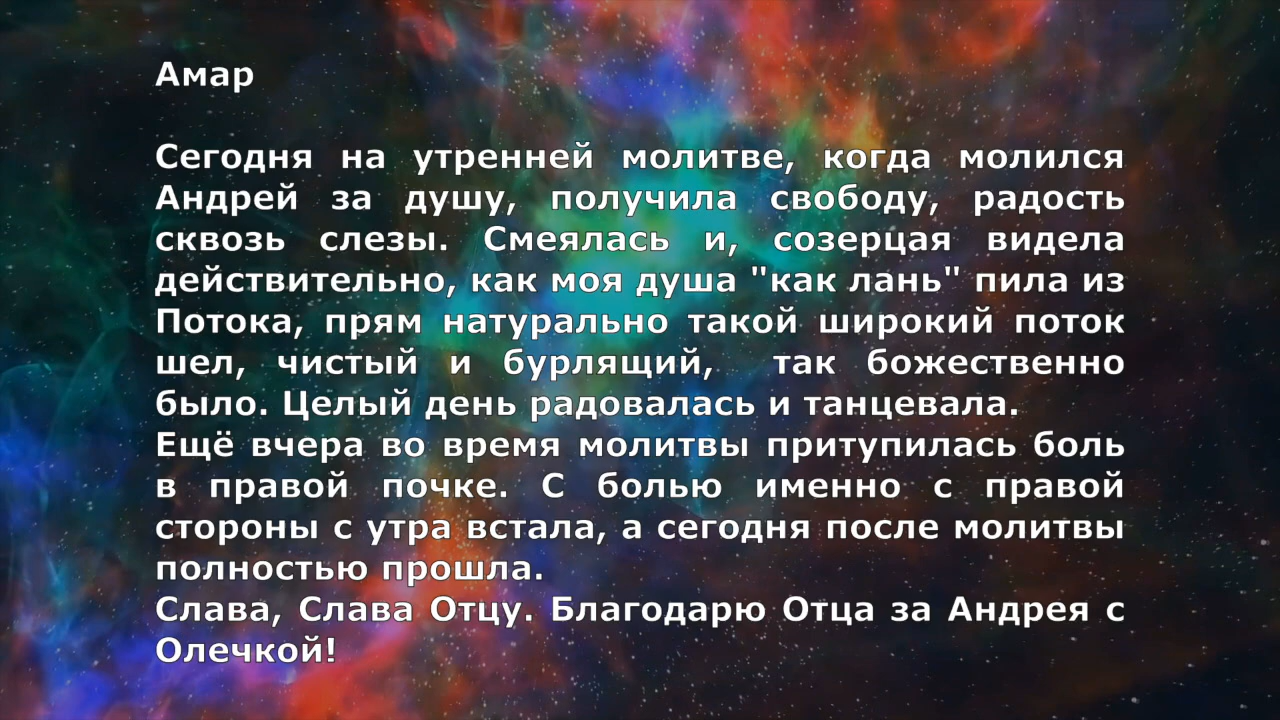 Амар
Сегодня на утренней молитве, когда молился
Андрей за душу, получила свободу, радость
сквозь слезы. Смеялась и, созерцая видела
действительно, как моя душа "как лань" пила из
Потока, прям натурально такой широкий поток
шел, чистый и бурлящий, так божественно
было. Целый день радовалась и танцевала.
Ещё вчера во время молитвы притупилась боль
в правой почке. С болью именно с правой
стороны с утра встала, а сегодня после молитвы
полностью прошла.
Слава, Слава Отцу. Благодарю Отца за Андрея с
Олечкой!